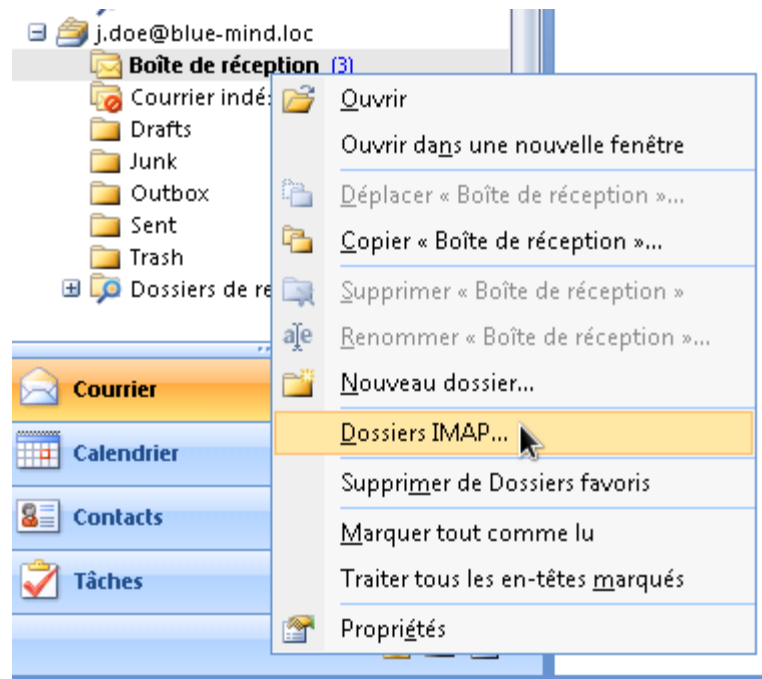 j.doe@blue-mind.loc
Boîte de réception (3)
Courrier indé
Drafts
Junk
Outbox
Sent
Trash
Dossiers de re
Ouvrir
Ouvrir dans une nouvelle fenêtre
Déplacer « Boîte de réception »...
Copier « Boîte de réception »...
Supprimer « Boîte de réception »
Renommer « Boîte de réception »...
Nouveau dossier...
Dossiers IMAP...
Supprimer de Dossiers favoris
Marquer tout comme lu
Traiter tous les en-têtes marqués
Propriétés
Courrier
Calendrier
Contacts
Tâches